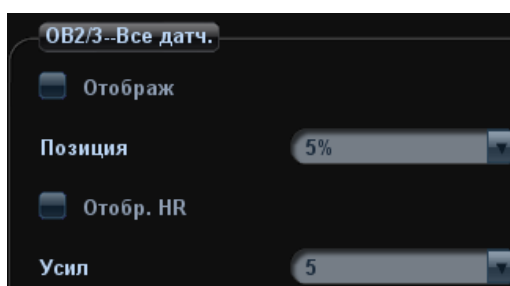 OB2/3--Все датч.
Отображ
Позиция 5%
Отобр. HR
Усил 5